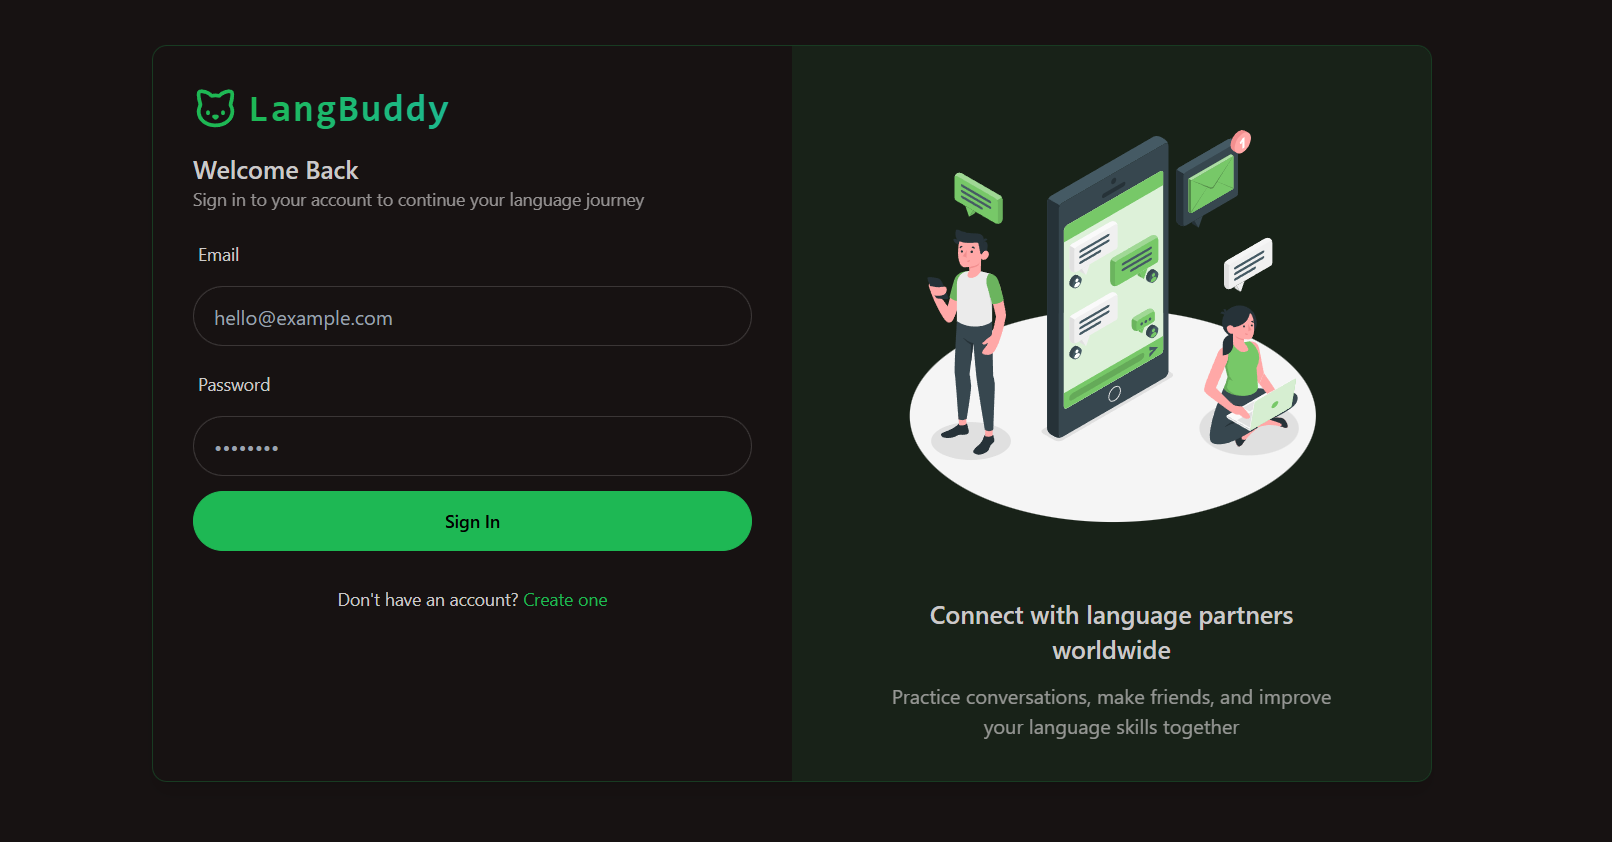 LangBuddy
Welcome Back
Sign in to your account to continue your language journey
Email
hello@example.com
Password
••••••••
Sign In
Don't have an account? Create one
1
Connect with language partners
worldwide
Practice conversations, make friends, and improve
your language skills together